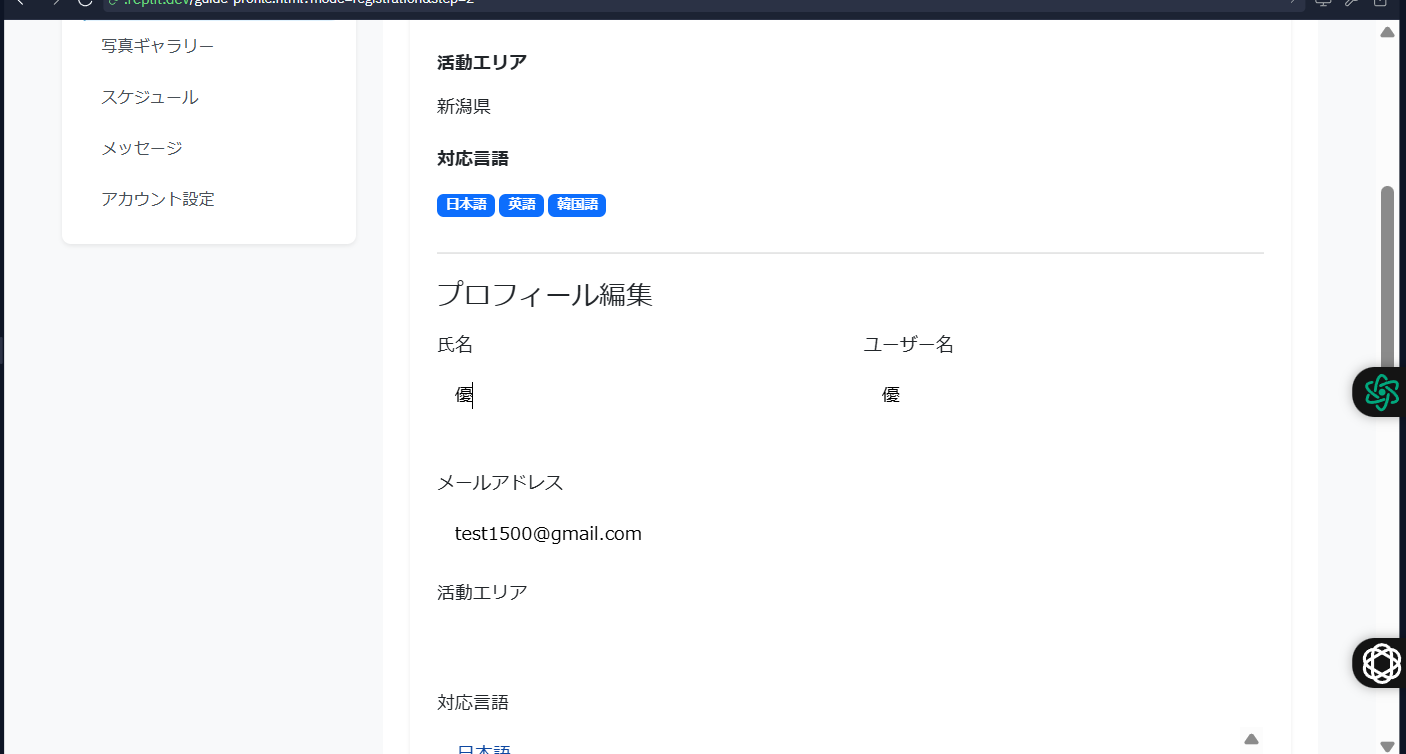 .replit.dev/guide-profile.html?mode=registration&step=2
写真ギャラリー
スケジュール
メッセージ
アカウント設定
活動エリア
新潟県
対応言語
日本語 英語 韓国語
プロフィール編集
氏名 ユーザー名
優 優
メールアドレス
test1500@gmail.com
活動エリア
対応言語
日本語